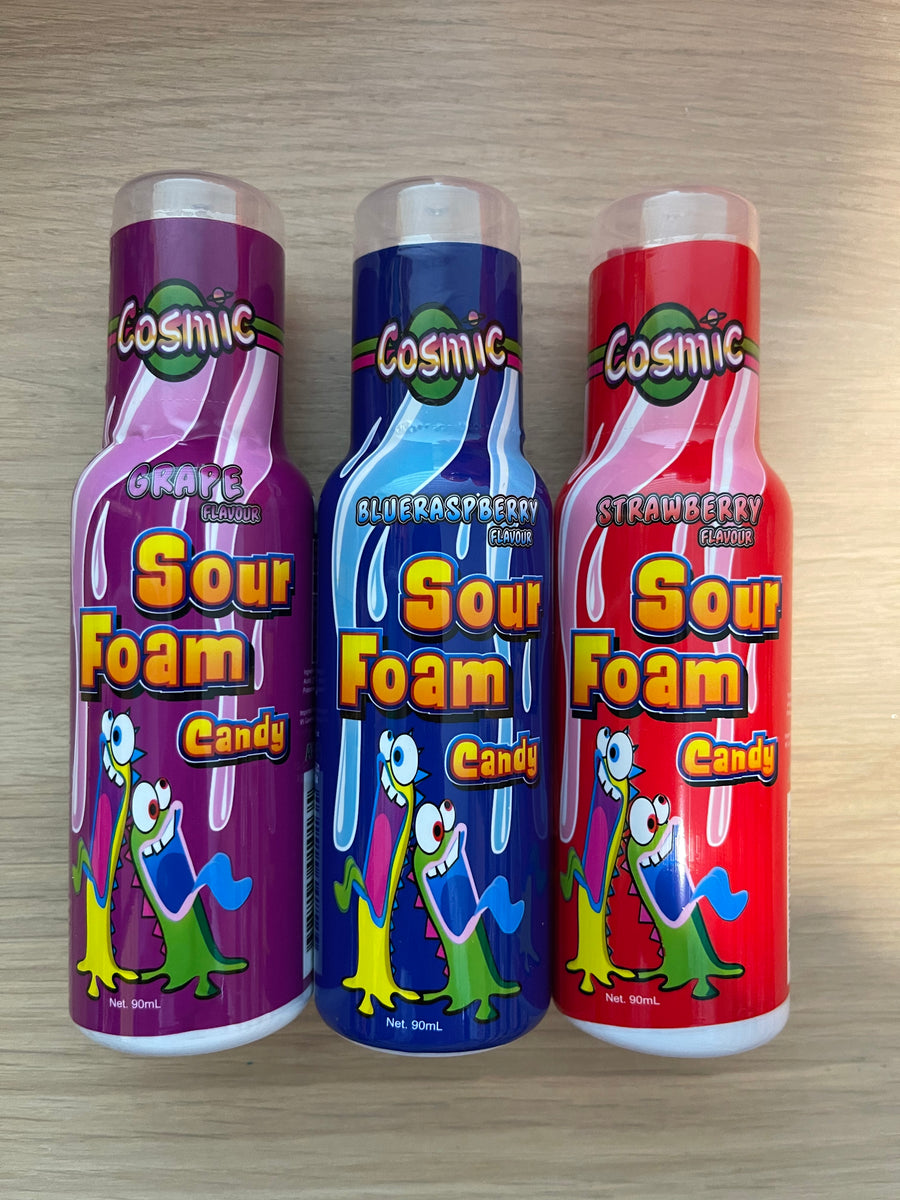 Cosmic
GRAPE
FLAVOUR
Sour
Foam
Candy
Net. 90mL
Cosmic
BLUERASPBERRY
FLAVOUR
Sour
Foam
Candy
Net. 90mL
Cosmic
STRAWBERRY
FLAVOUR
Sour
Foam
Candy
Net. 90mL